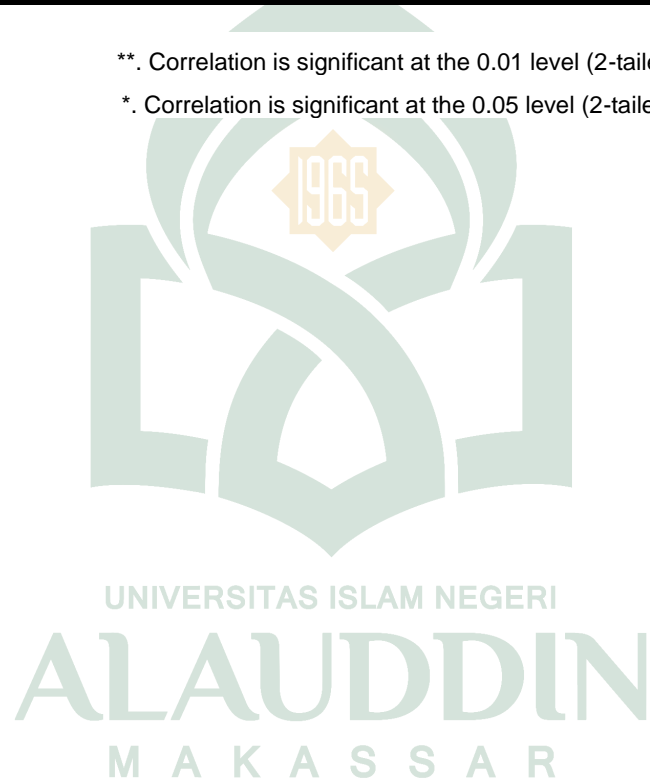 **. Correlation is significant at the 0.01 level (2-taile
*. Correlation is significant at the 0.05 level (2-taile
1965
UNIVERSITAS ISLAM NEGERI
ALAUDDIN
MAKASSAR